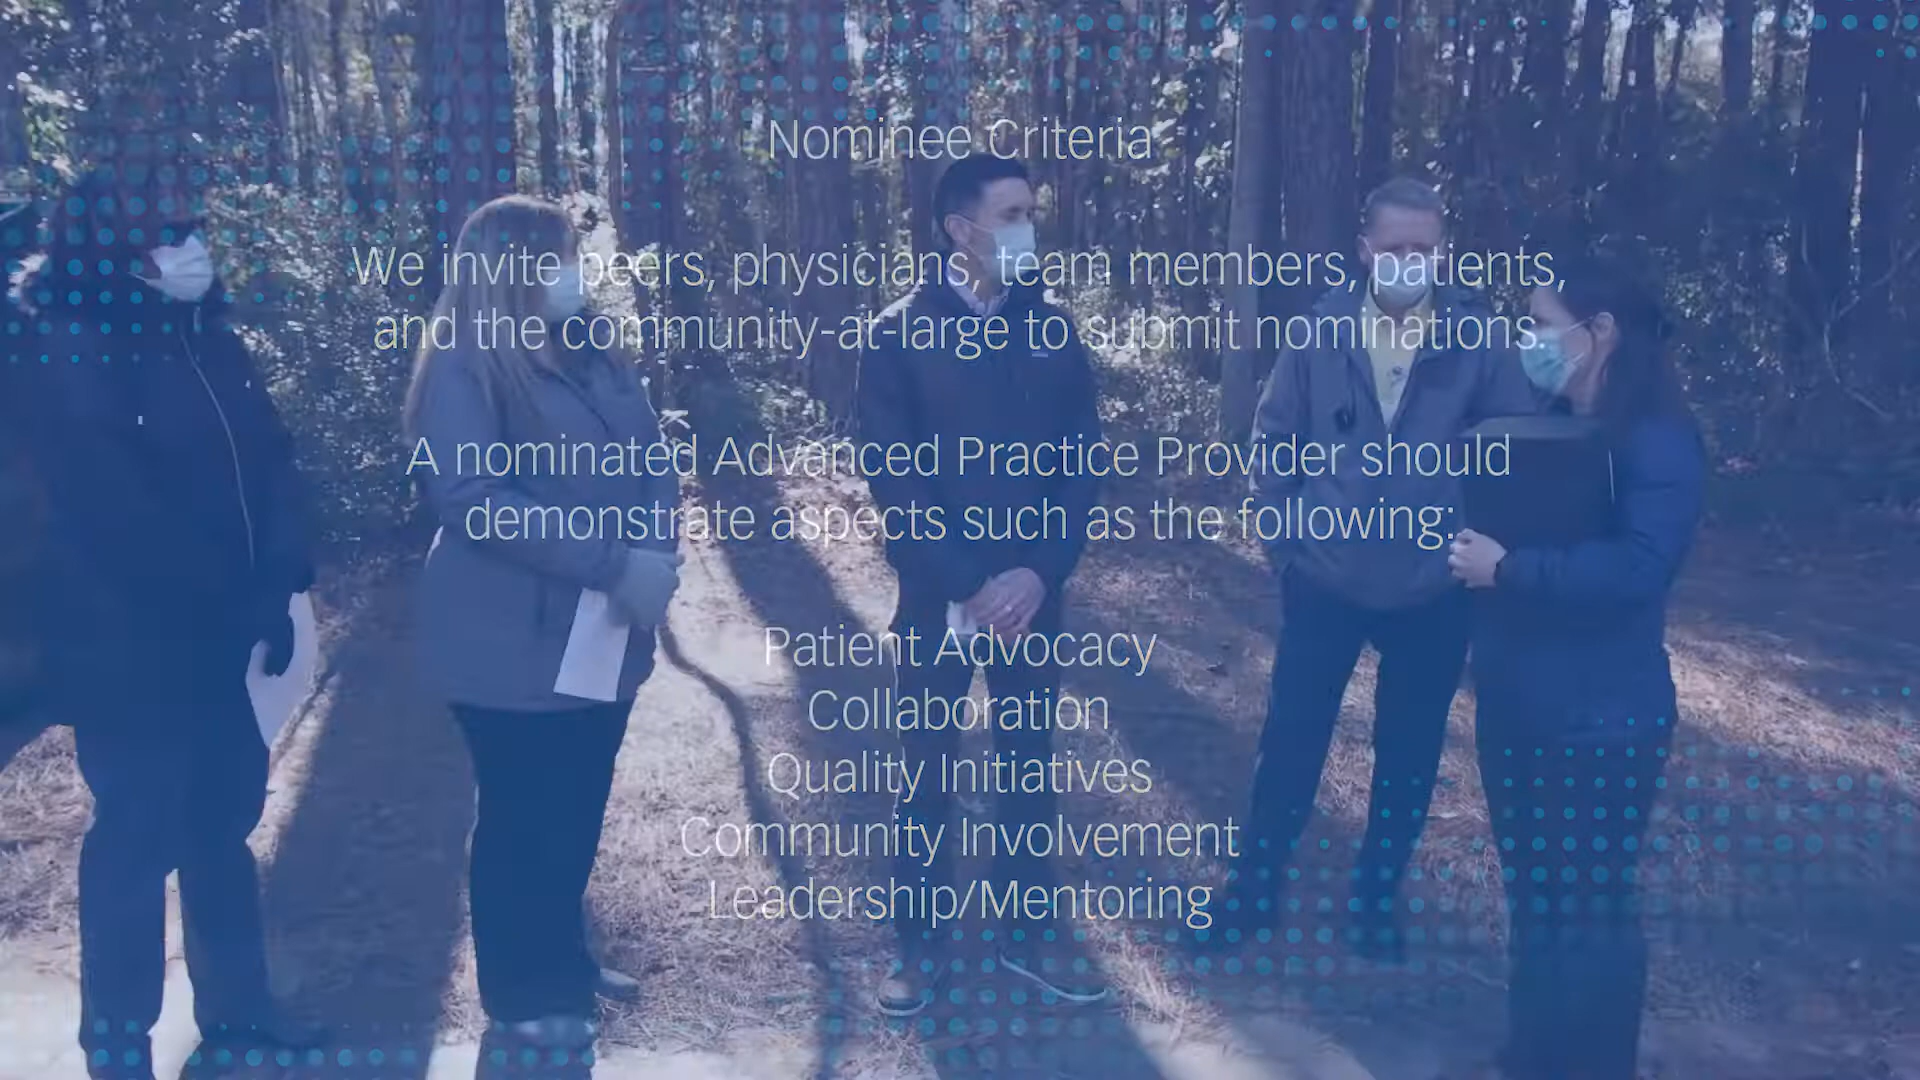 Nominee Criteria
We invite peers, physicians, team members, patients,
and the community-at-large to submit nominations.
A nominated Advanced Practice Provider should
demonstrate aspects such as the following:
Patient Advocacy
Collaboration
Quality Initiatives
Community Involvement
Leadership/Mentoring